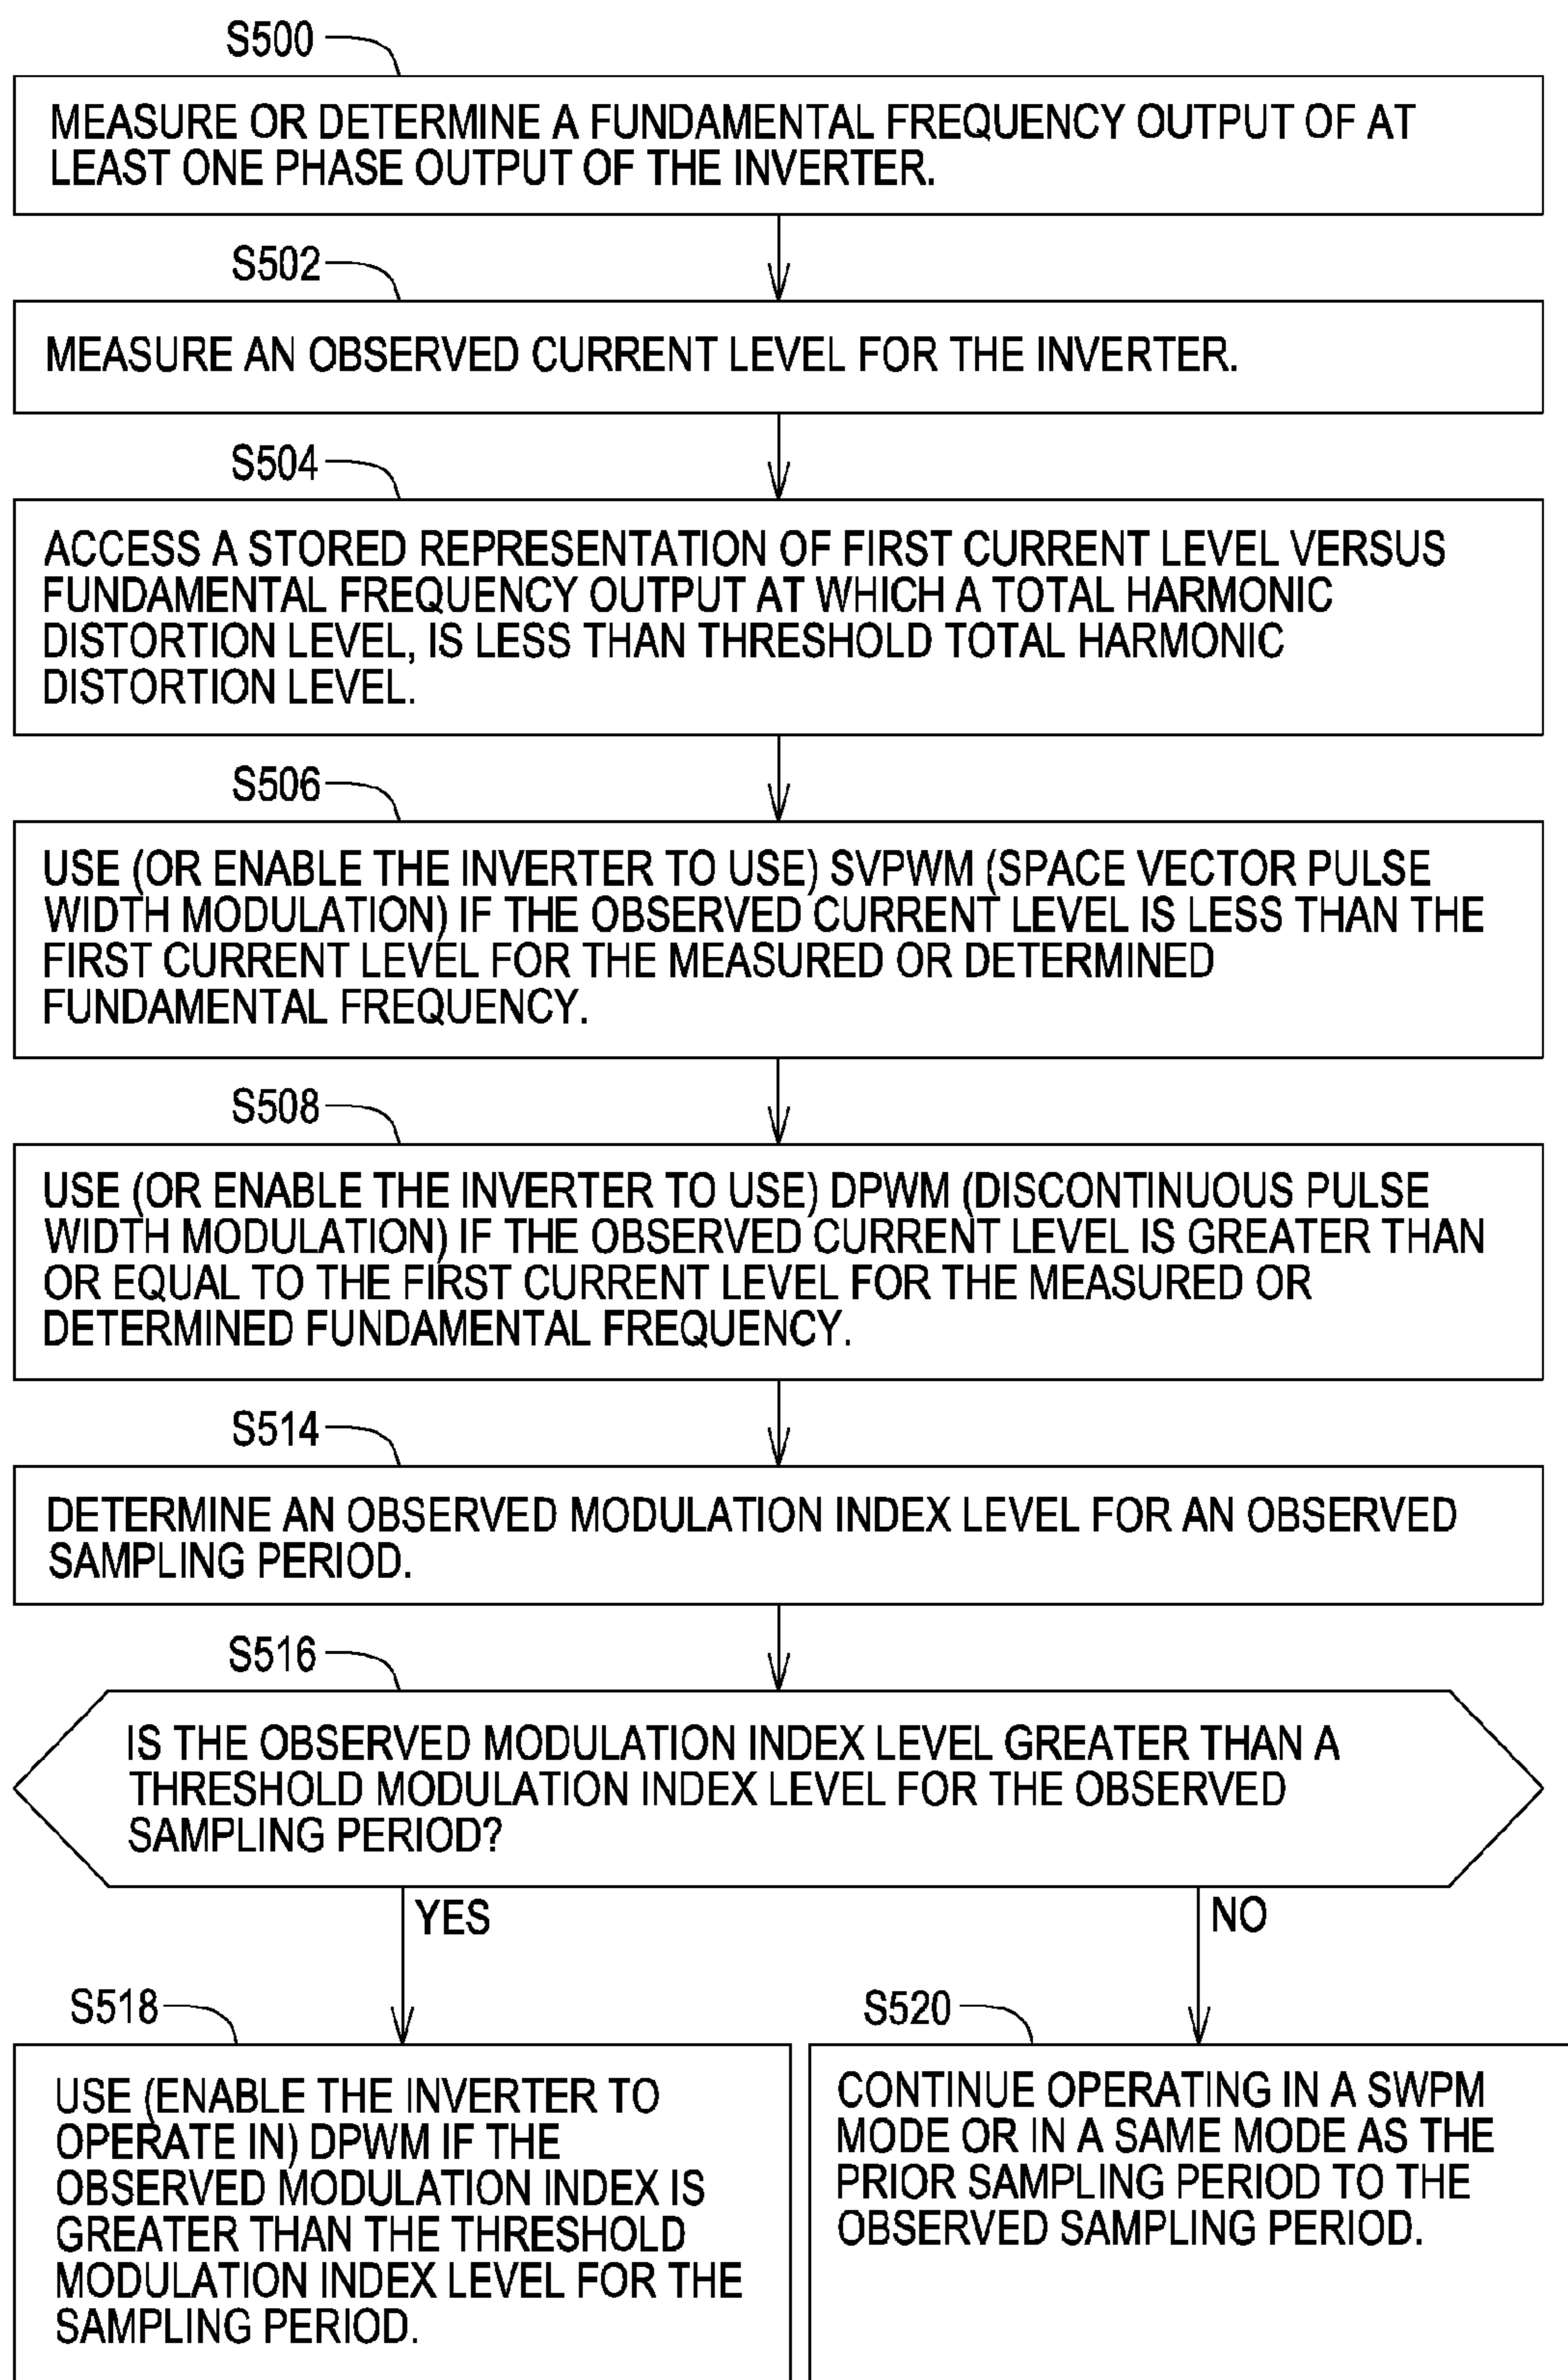 S500
MEASURE OR DETERMINE A FUNDAMENTAL FREQUENCY OUTPUT OF AT
LEAST ONE PHASE OUTPUT OF THE INVERTER.
S502
MEASURE AN OBSERVED CURRENT LEVEL FOR THE INVERTER.
S504
ACCESS A STORED REPRESENTATION OF FIRST CURRENT LEVEL VERSUS
FUNDAMENTAL FREQUENCY OUTPUT AT WHICH A TOTAL HARMONIC
DISTORTION LEVEL, IS LESS THAN THRESHOLD TOTAL HARMONIC
DISTORTION LEVEL.
S506
USE (OR ENABLE THE INVERTER TO USE) SVPWM (SPACE VECTOR PULSE
WIDTH MODULATION) IF THE OBSERVED CURRENT LEVEL IS LESS THAN THE
FIRST CURRENT LEVEL FOR THE MEASURED OR DETERMINED
FUNDAMENTAL FREQUENCY.
S508
USE (OR ENABLE THE INVERTER TO USE) DPWM (DISCONTINUOUS PULSE
WIDTH MODULATION) IF THE OBSERVED CURRENT LEVEL IS GREATER THAN
OR EQUAL TO THE FIRST CURRENT LEVEL FOR THE MEASURED OR
DETERMINED FUNDAMENTAL FREQUENCY.
S514
DETERMINE AN OBSERVED MODULATION INDEX LEVEL FOR AN OBSERVED
SAMPLING PERIOD.
S516
IS THE OBSERVED MODULATION INDEX LEVEL GREATER THAN A
THRESHOLD MODULATION INDEX LEVEL FOR THE OBSERVED
SAMPLING PERIOD?
YES
NO
S518
USE (ENABLE THE INVERTER TO
OPERATE IN) DPWM IF THE
OBSERVED MODULATION INDEX IS
GREATER THAN THE THRESHOLD
MODULATION INDEX LEVEL FOR THE
SAMPLING PERIOD.
S520
CONTINUE OPERATING IN A SWPM
MODE OR IN A SAME MODE AS THE
PRIOR SAMPLING PERIOD TO THE
OBSERVED SAMPLING PERIOD.